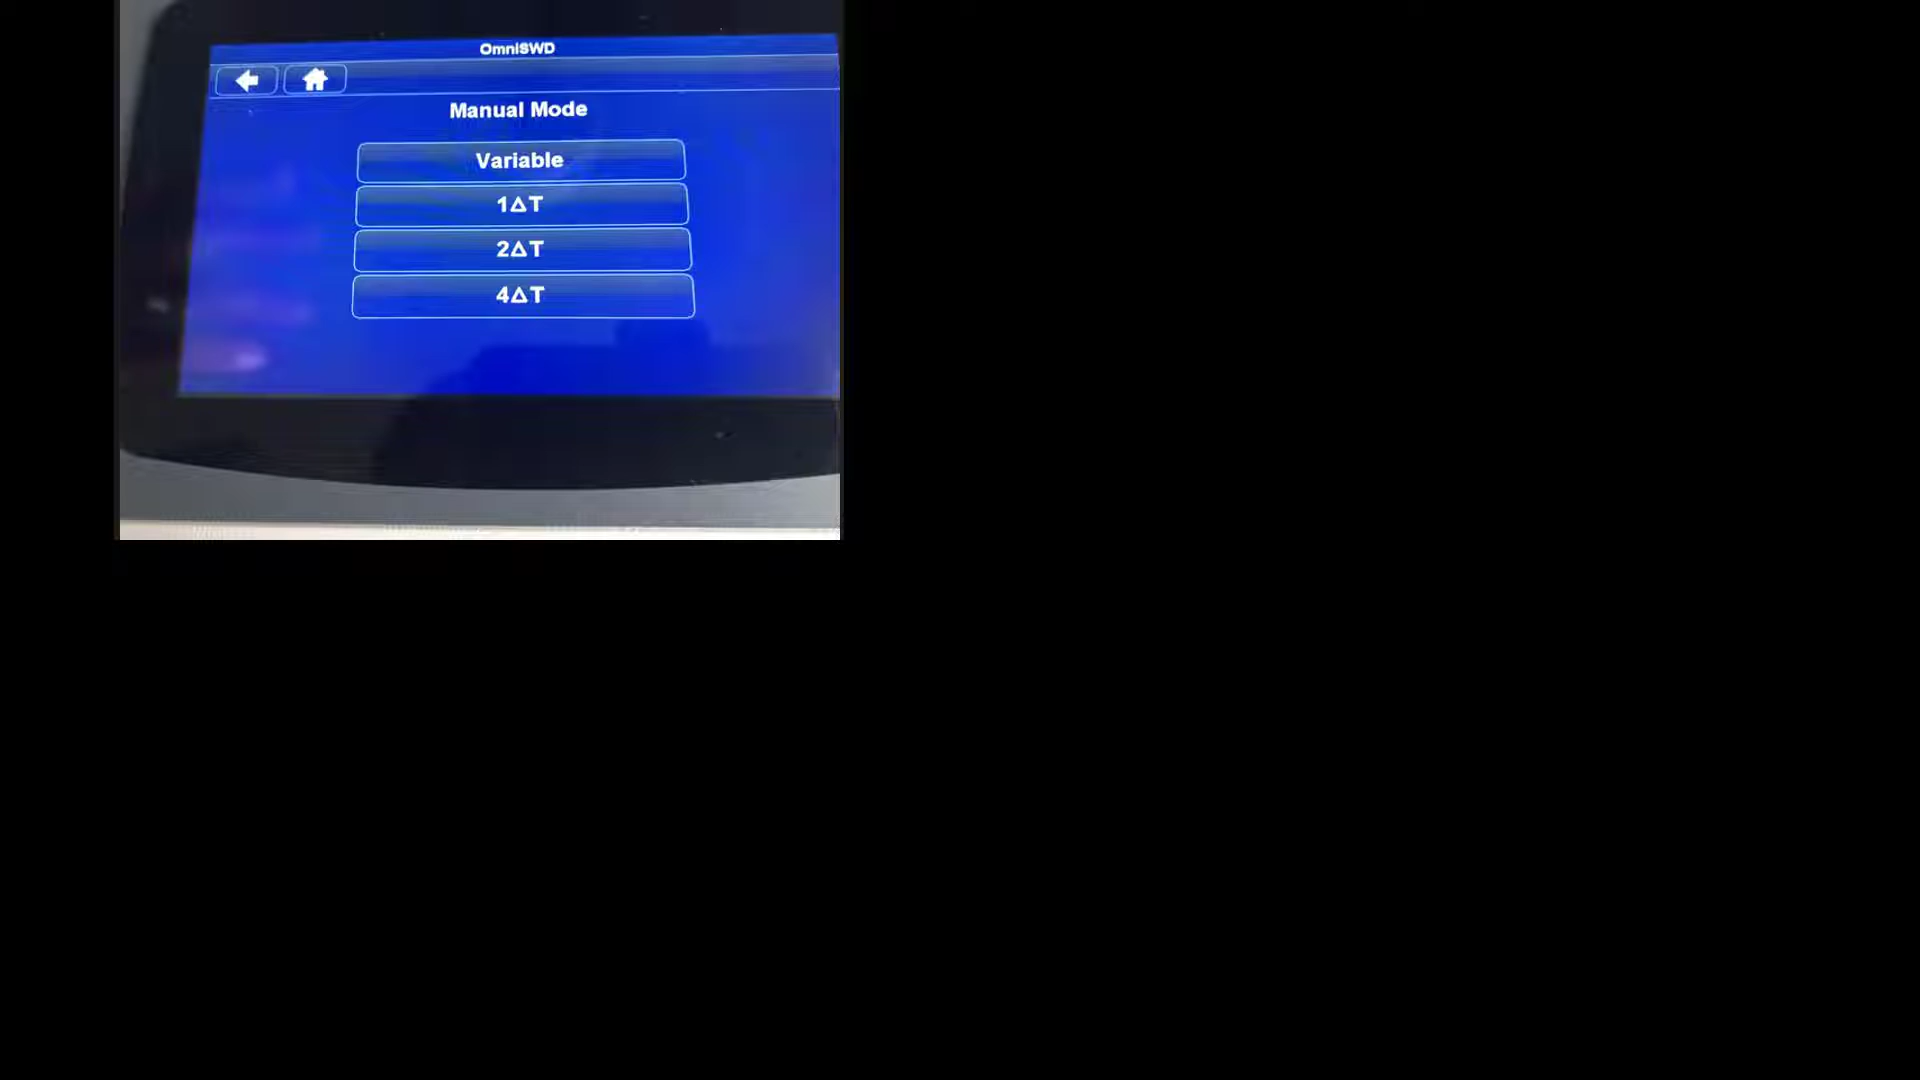 OmniSWD
Manual Mode
Variable
1ΔT
2ΔT
4ΔT